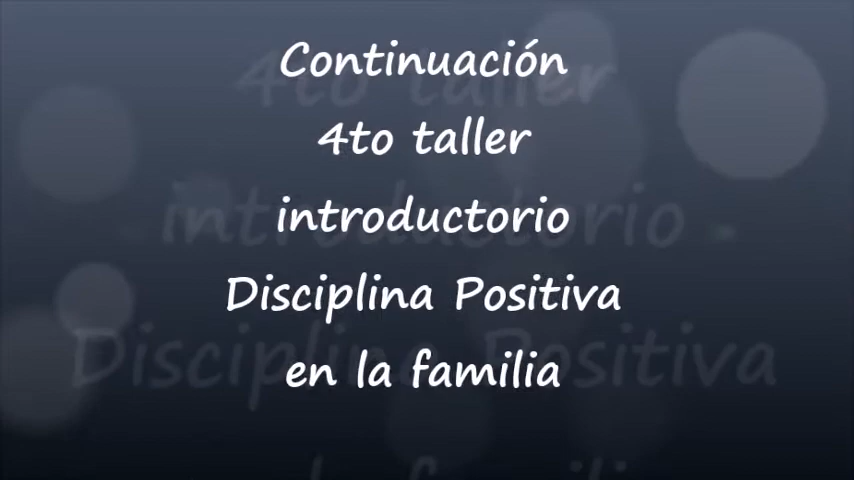 Continuación
4to taller
introductorio
Disciplina Positiva
en la familia